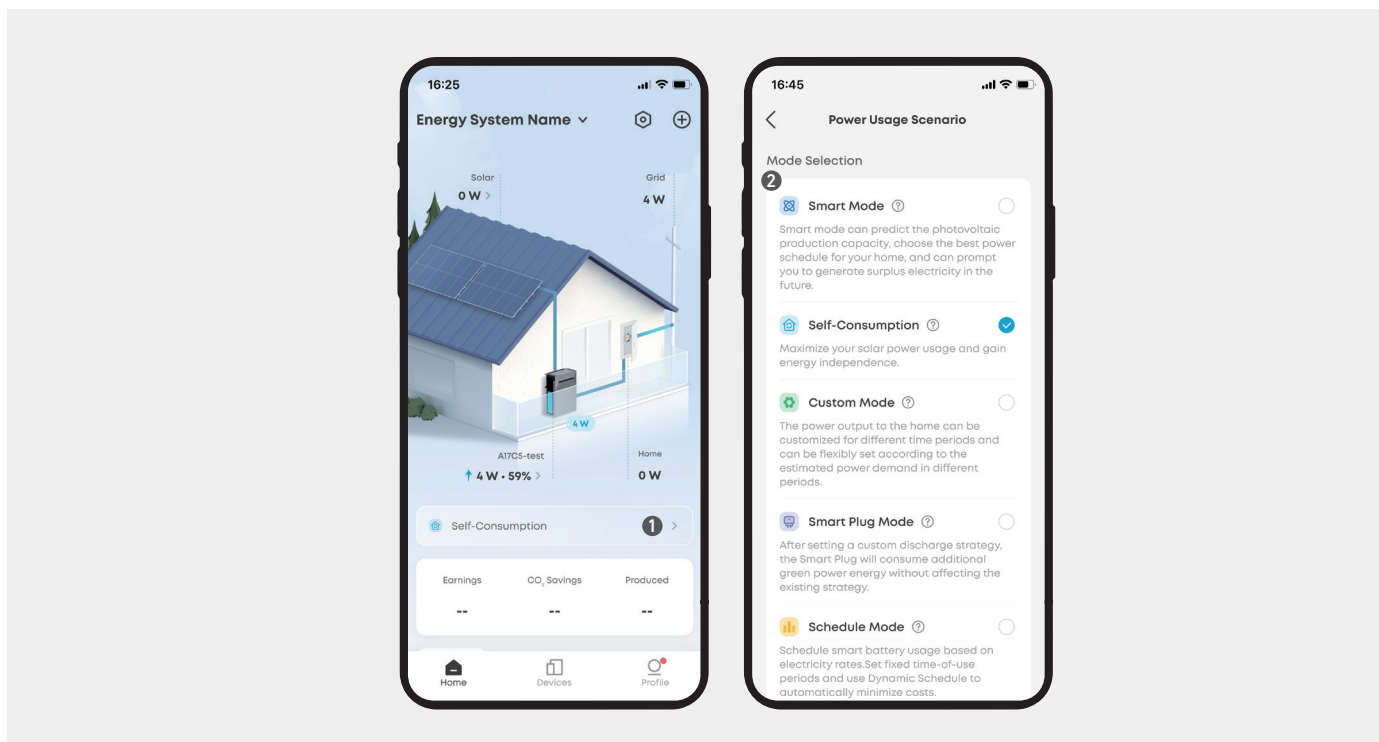 16:25
Energy System Name
Solar
0 W >
Grid
4 W
4 W
A17C5-test
4 W • 59% >
Home
0 W
Self-Consumption
1
>
Earnings
CO₂ Savings
Produced
--
--
--
Home
Devices
Profile
16:45
Power Usage Scenario
Mode Selection
2
Smart Mode ?
Smart mode can predict the photovoltaic
production capacity, choose the best power
schedule for your home, and can prompt
you to generate surplus electricity in the
future.
Self-Consumption ?
Maximize your solar power usage and gain
energy independence.
Custom Mode ?
The power output to the home can be
customized for different time periods and
can be flexibly set according to the
estimated power demand in different
periods.
Smart Plug Mode ?
After setting a custom discharge strategy,
the Smart Plug will consume additional
green power energy without affecting the
existing strategy.
Schedule Mode ?
Schedule smart battery usage based on
electricity rates.Set fixed time-of-use
periods and use Dynamic Schedule to
automatically minimize costs.